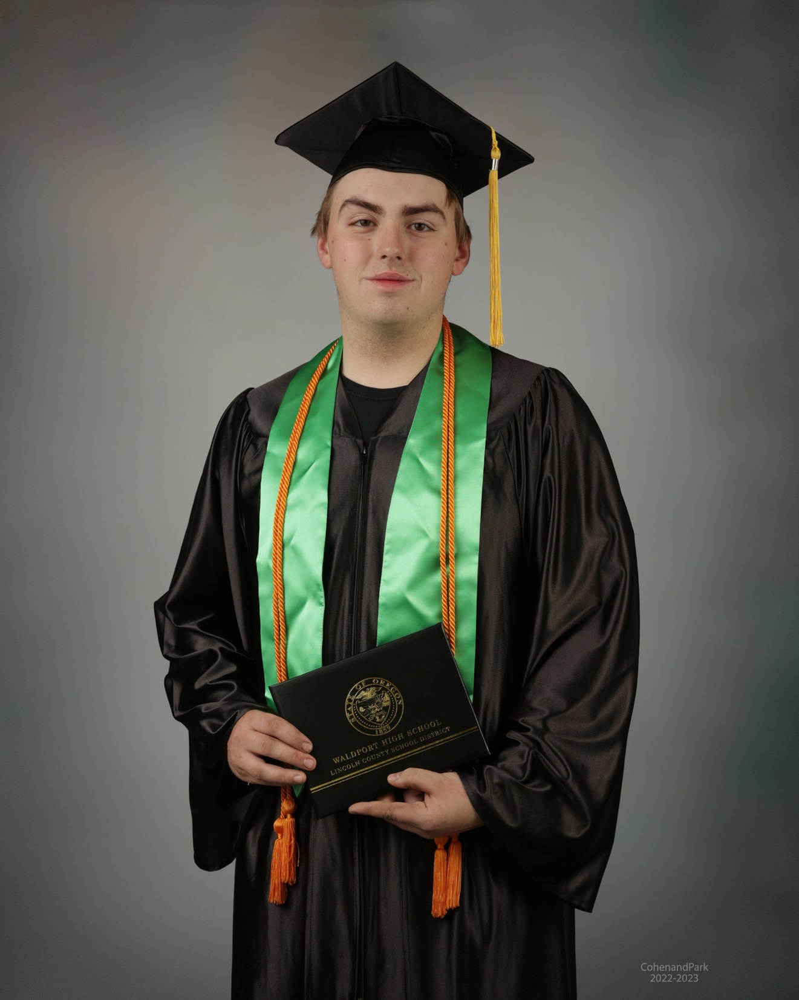 STATE OF OREGON
1859
WALDPORT HIGH SCHOOL
LINCOLN COUNTY SCHOOL DISTRICT
CohenandPark
2022-2023